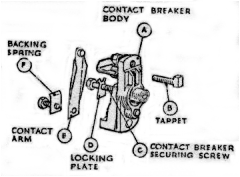 CONTACT BREAKER
BODY
A
BACKING
SPRING
F
B
TAPPET
CONTACT
ARM
E
D
LOCKING
PLATE
C
CONTACT BREAKER
SECURING SCREW